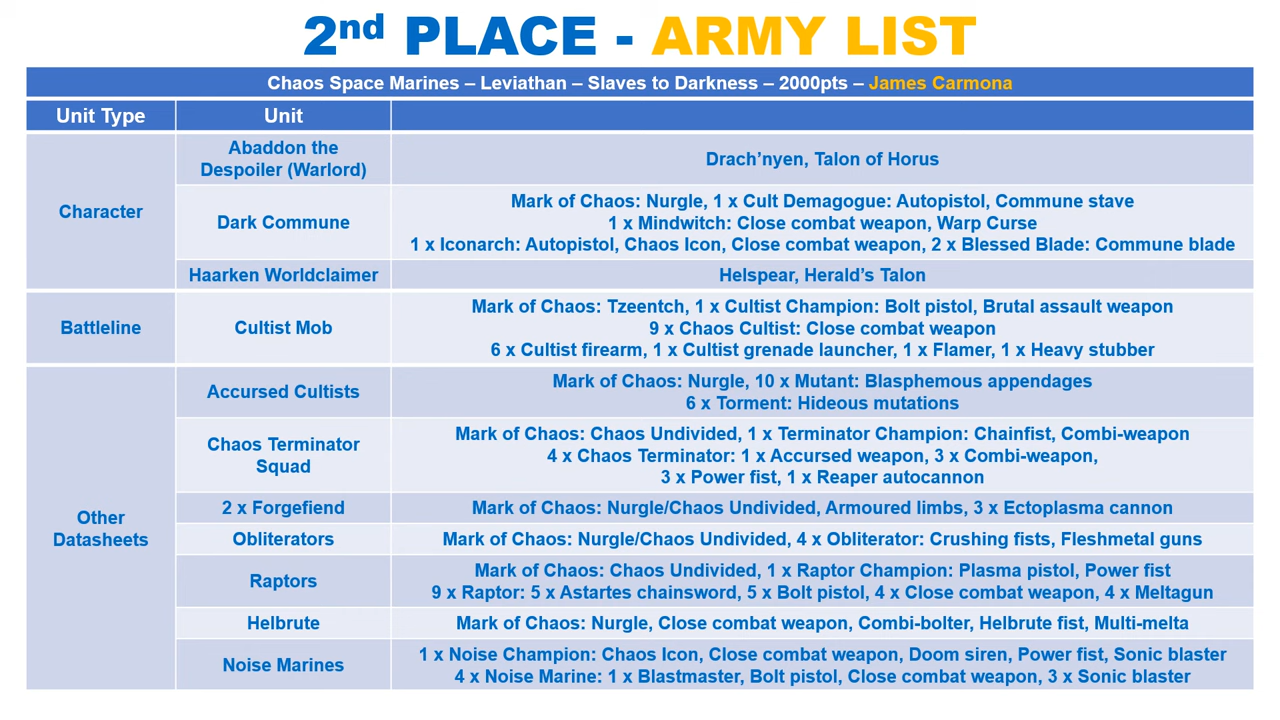 2nd PLACE - ARMY LIST
Chaos Space Marines – Leviathan – Slaves to Darkness – 2000pts – James Carmona
Unit Type
Unit
Character
Abaddon the
Despoiler (Warlord)
Drach'nyen, Talon of Horus
Dark Commune
Mark of Chaos: Nurgle, 1 x Cult Demagogue: Autopistol, Commune stave
1 x Mindwitch: Close combat weapon, Warp Curse
1 x Iconarch: Autopistol, Chaos Icon, Close combat weapon, 2 x Blessed Blade: Commune blade
Haarken Worldclaimer
Helspear, Herald's Talon
Battleline
Cultist Mob
Mark of Chaos: Tzeentch, 1 x Cultist Champion: Bolt pistol, Brutal assault weapon
9 x Chaos Cultist: Close combat weapon
6 x Cultist firearm, 1 x Cultist grenade launcher, 1 x Flamer, 1 x Heavy stubber
Other
Datasheets
Accursed Cultists
Mark of Chaos: Nurgle, 10 x Mutant: Blasphemous appendages
6 x Torment: Hideous mutations
Chaos Terminator
Squad
Mark of Chaos: Chaos Undivided, 1 x Terminator Champion: Chainfist, Combi-weapon
4 x Chaos Terminator: 1 x Accursed weapon, 3 x Combi-weapon,
3 x Power fist, 1 x Reaper autocannon
2 x Forgefiend
Mark of Chaos: Nurgle/Chaos Undivided, Armoured limbs, 3 x Ectoplasma cannon
Obliterators
Mark of Chaos: Nurgle/Chaos Undivided, 4 x Obliterator: Crushing fists, Fleshmetal guns
Raptors
Mark of Chaos: Chaos Undivided, 1 x Raptor Champion: Plasma pistol, Power fist
9 x Raptor: 5 x Astartes chainsword, 5 x Bolt pistol, 4 x Close combat weapon, 4 x Meltagun
Helbrute
Mark of Chaos: Nurgle, Close combat weapon, Combi-bolter, Helbrute fist, Multi-melta
Noise Marines
1 x Noise Champion: Chaos Icon, Close combat weapon, Doom siren, Power fist, Sonic blaster
4 x Noise Marine: 1 x Blastmaster, Bolt pistol, Close combat weapon, 3 x Sonic blaster